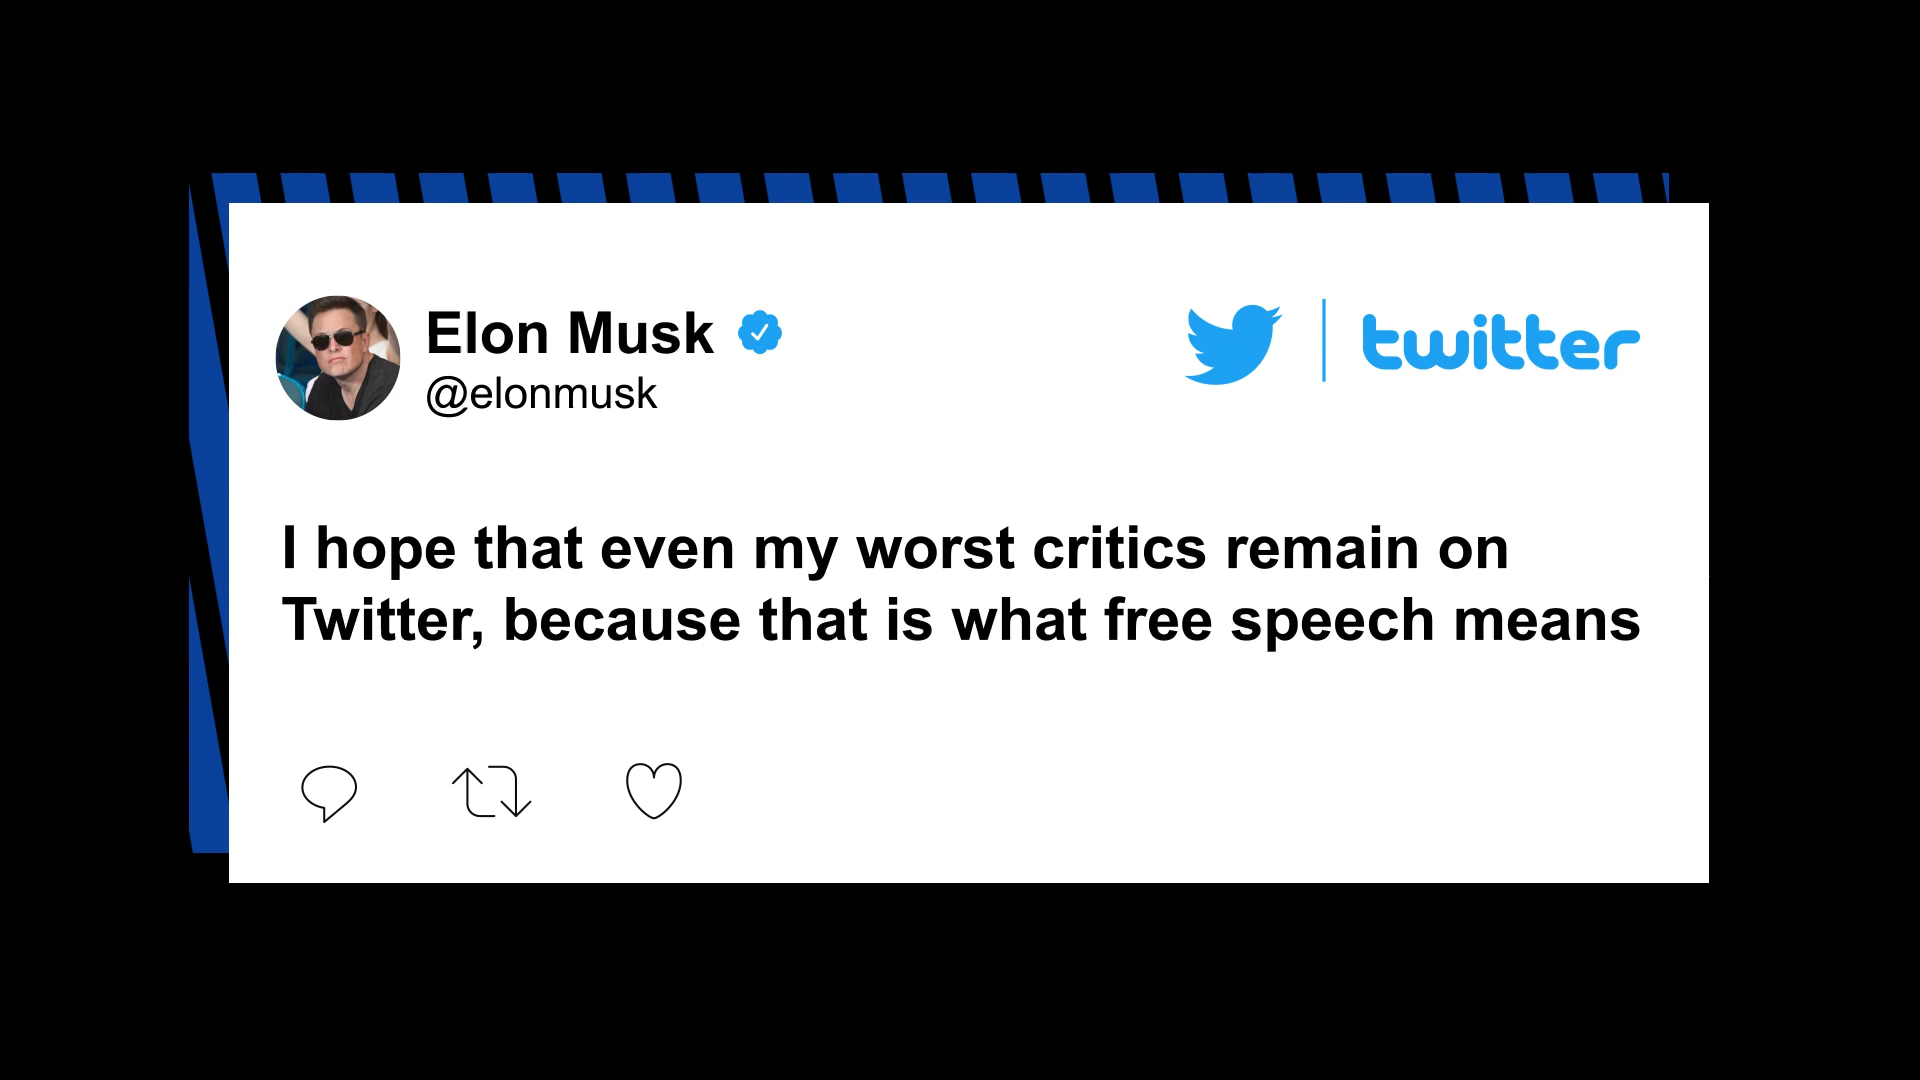 Elon Musk
@elonmusk
twitter
I hope that even my worst critics remain on
Twitter, because that is what free speech means